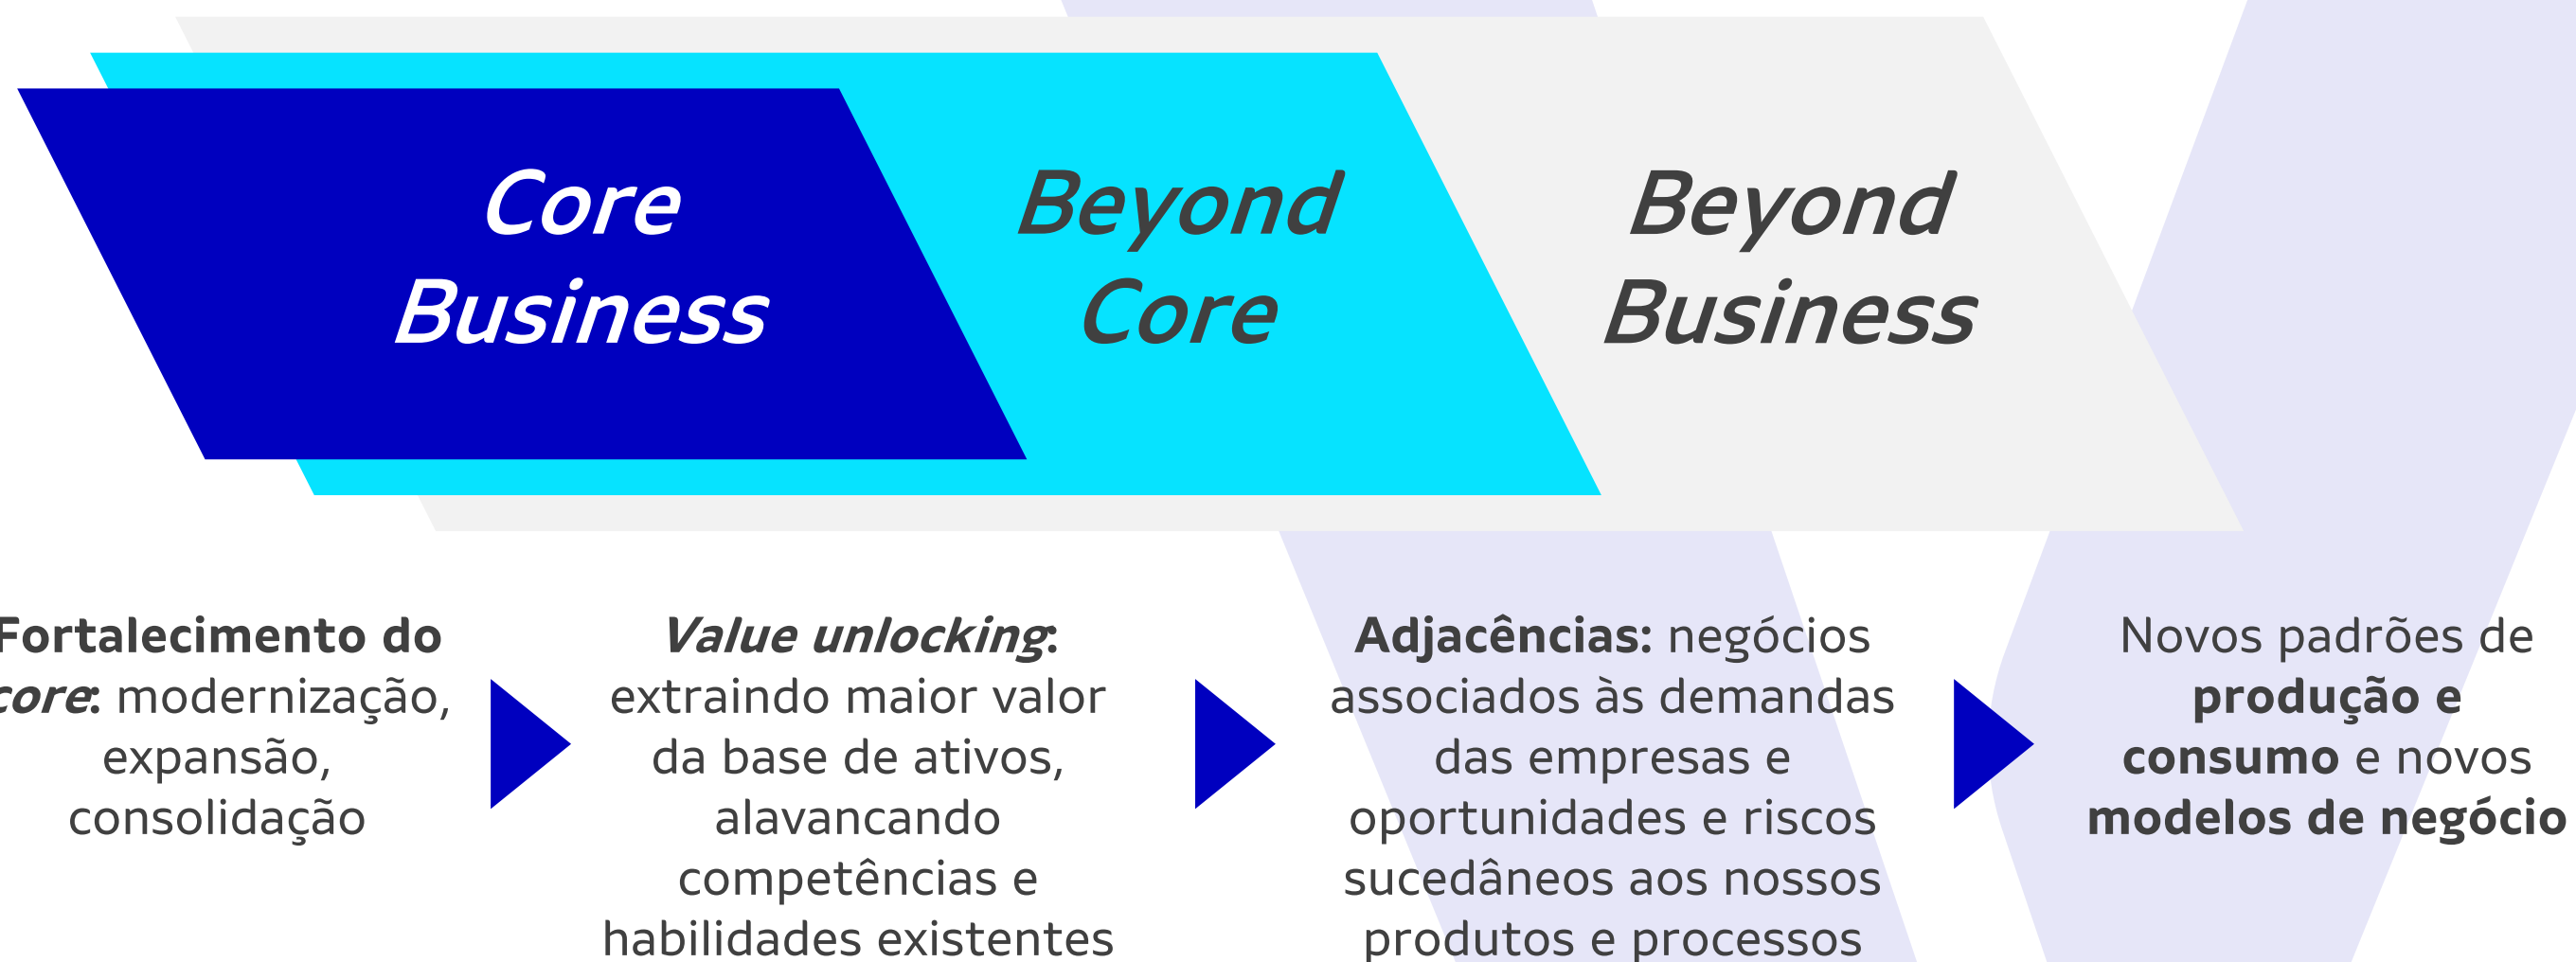 Core
Business
Beyond
Core
Beyond
Business
Fortalecimento do
core: modernização,
expansão,
consolidação
Value unlocking:
extraindo maior valor
da base de ativos,
alavancando
competências e
habilidades existentes
Adjacências: negócios
associados às demandas
das empresas e
oportunidades e riscos
sucedâneos aos nossos
produtos e processos
Novos padrões de
produção e
consumo e novos
modelos de negócio